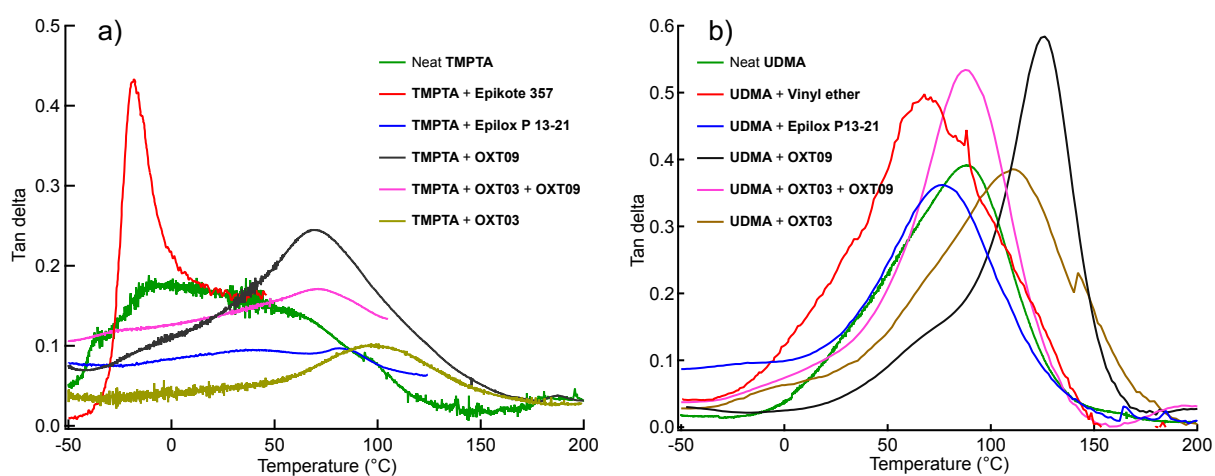 a)
0.5
0.4
0.3
0.2
0.1
0.0
Tan delta
Neat TMPTA
TMPTA + Epikote 357
TMPTA + Epilox P 13-21
TMPTA + OXT09
TMPTA + OXT03 + OXT09
TMPTA + OXT03
-50 0 50 100 150 200
Temperature (°C)
b)
0.6
0.5
0.4
0.3
0.2
0.1
0.0
Tan delta
Neat UDMA
UDMA + Vinyl ether
UDMA + Epilox P13-21
UDMA + OXT09
UDMA + OXT03 + OXT09
UDMA + OXT03
-50 0 50 100 150 200
Temperature (°C)